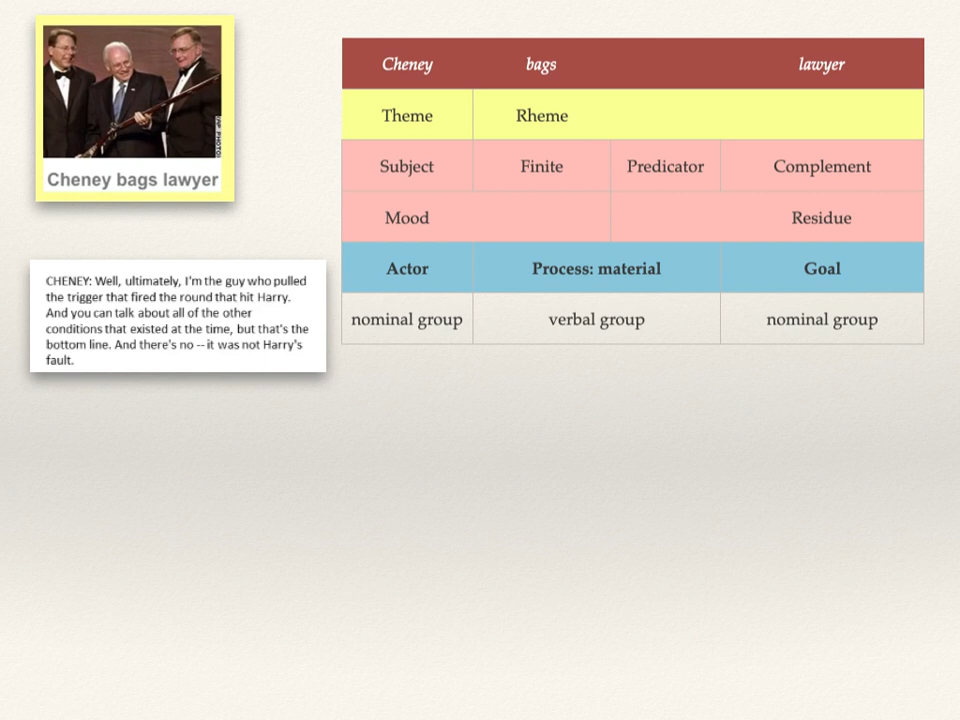 Cheney bags lawyer
CHENEY: Well, ultimately, I'm the guy who pulled
the trigger that fired the round that hit Harry.
And you can talk about all of the other
conditions that existed at the time, but that's the
bottom line. And there's no -- it was not Harry's
fault.
Cheney bags lawyer
Theme Rheme
Subject Finite Predicator Complement
Mood Residue
Actor Process: material Goal
nominal group verbal group nominal group